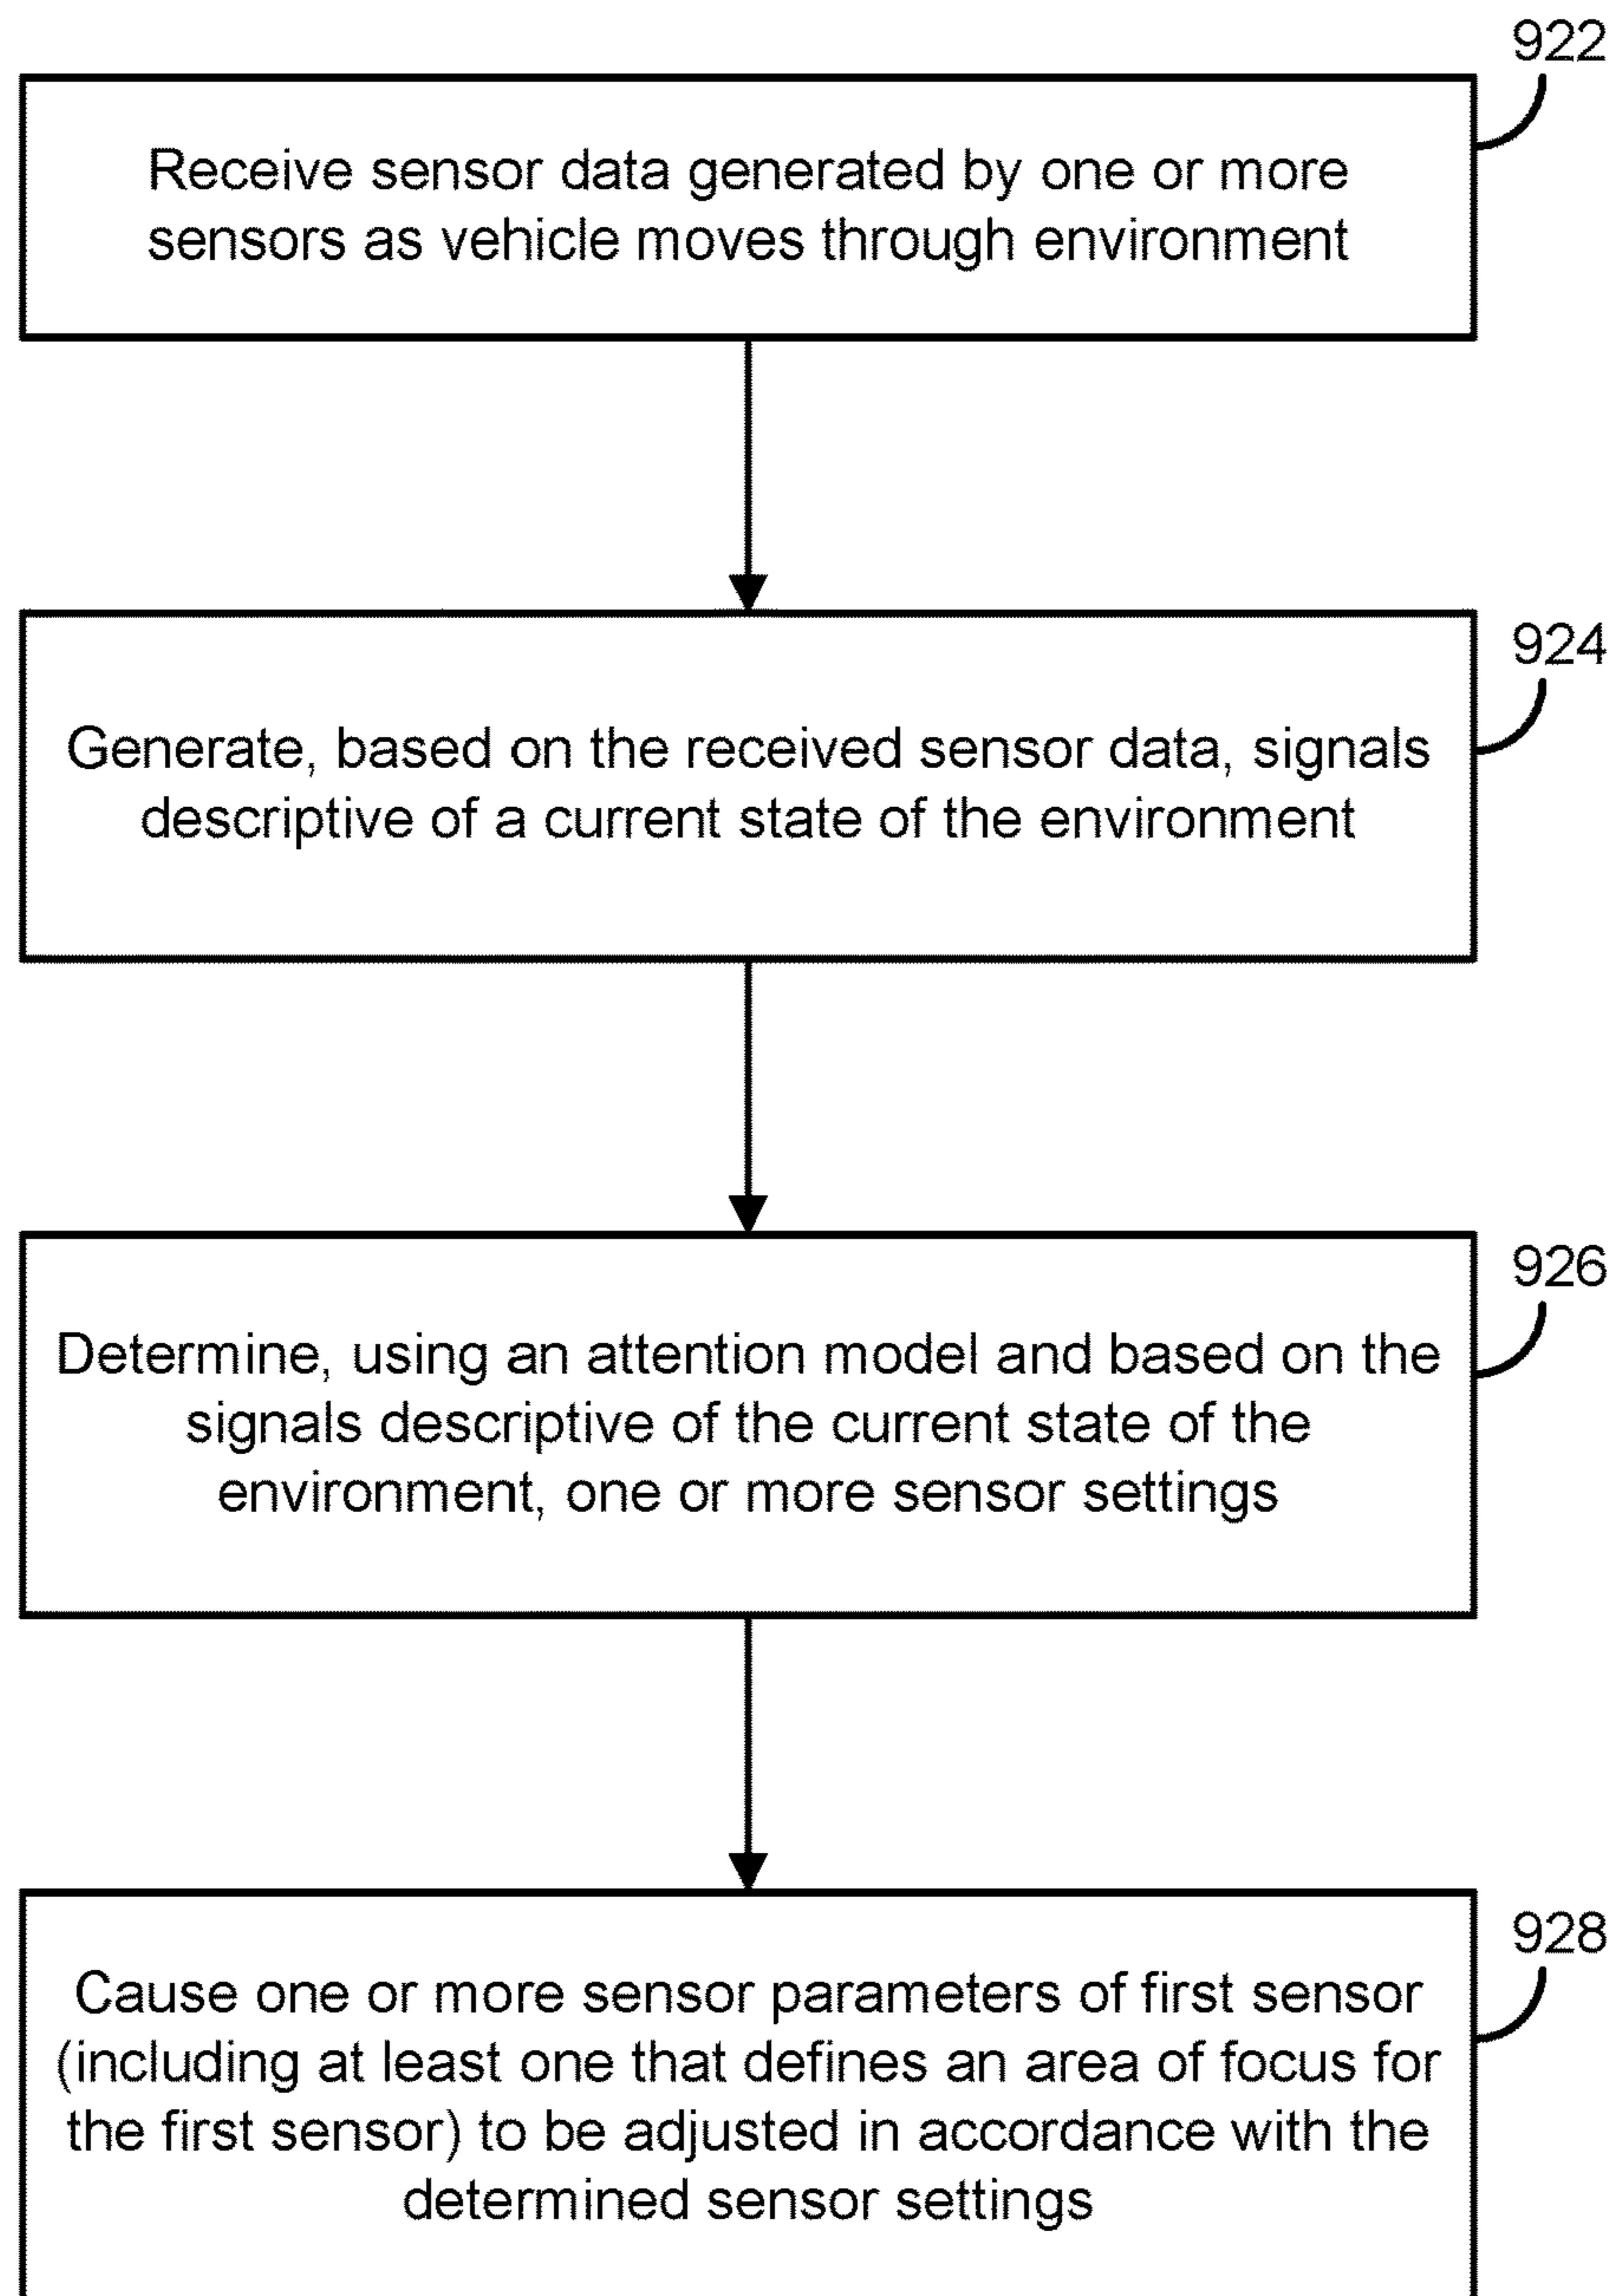 922
Receive sensor data generated by one or more
sensors as vehicle moves through environment
924
Generate, based on the received sensor data, signals
descriptive of a current state of the environment
926
Determine, using an attention model and based on the
signals descriptive of the current state of the
environment, one or more sensor settings
928
Cause one or more sensor parameters of first sensor
(including at least one that defines an area of focus for
the first sensor) to be adjusted in accordance with the
determined sensor settings